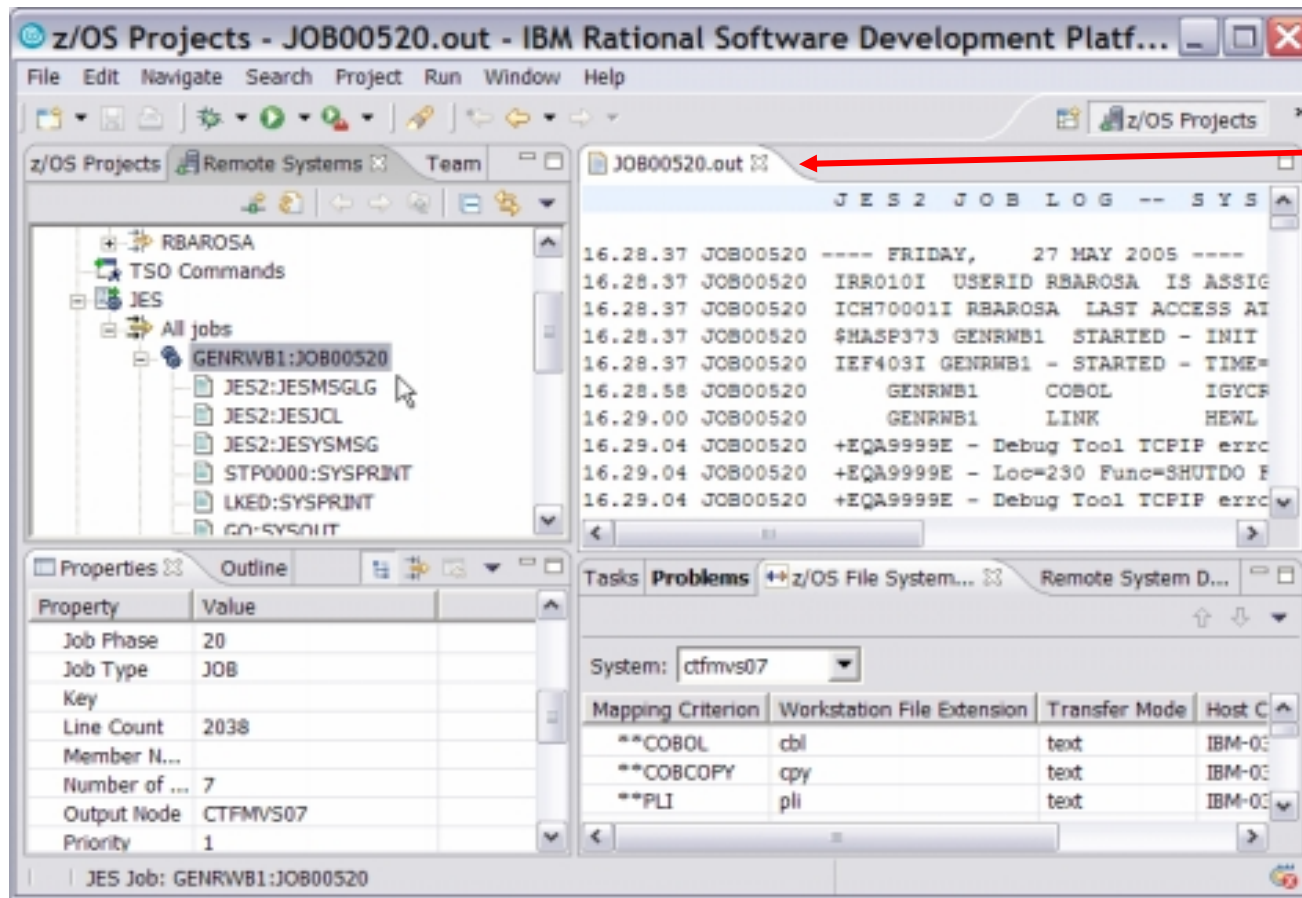 z/OS Projects - JOB00520.out - IBM Rational Software Development Platf...
File Edit Navigate Search Project Run Window Help
z/OS Projects
z/OS Projects Remote Systems Team
RBAROSA
TSO Commands
JES
All jobs
GENRWB1:JOB00520
JES2:JESMSGLG
JES2:JESJCL
JES2:JESYSMSG
STP0000:SYSPRINT
LKED:SYSPRINT
GO:SYSOUT
JOB00520.out
J E S 2 J O B L O G -- S Y S
16.28.37 JOB00520 ---- FRIDAY, 27 MAY 2005 ----
16.28.37 JOB00520 IRR010I USERID RBAROSA IS ASSIG
16.28.37 JOB00520 ICH70001I RBAROSA LAST ACCESS AT
16.28.37 JOB00520 $HASP373 GENRWB1 STARTED - INIT
16.28.37 JOB00520 IEF403I GENRWB1 - STARTED - TIME=
16.28.58 JOB00520 GENRWB1 COBOL IGYCR
16.29.00 JOB00520 GENRWB1 LINK HEWL
16.29.04 JOB00520 +EQA9999E - Debug Tool TCPIP erro
16.29.04 JOB00520 +EQA9999E - Loc=230 Func=SHUTDO
16.29.04 JOB00520 +EQA9999E - Debug Tool TCPIP erro
Properties Outline
Property Value
Job Phase 20
Job Type JOB
Key
Line Count 2038
Member N...
Number of ... 7
Output Node CTFMVS07
Priority 1
Tasks Problems z/OS File System... Remote System D...
System: ctfmvs07
Mapping Criterion Workstation File Extension Transfer Mode Host C
**COBOL cbl text IBM-03
**COBCOPY cpy text IBM-03
**PLI pli text IBM-03
JES Job: GENRWB1:JOB00520